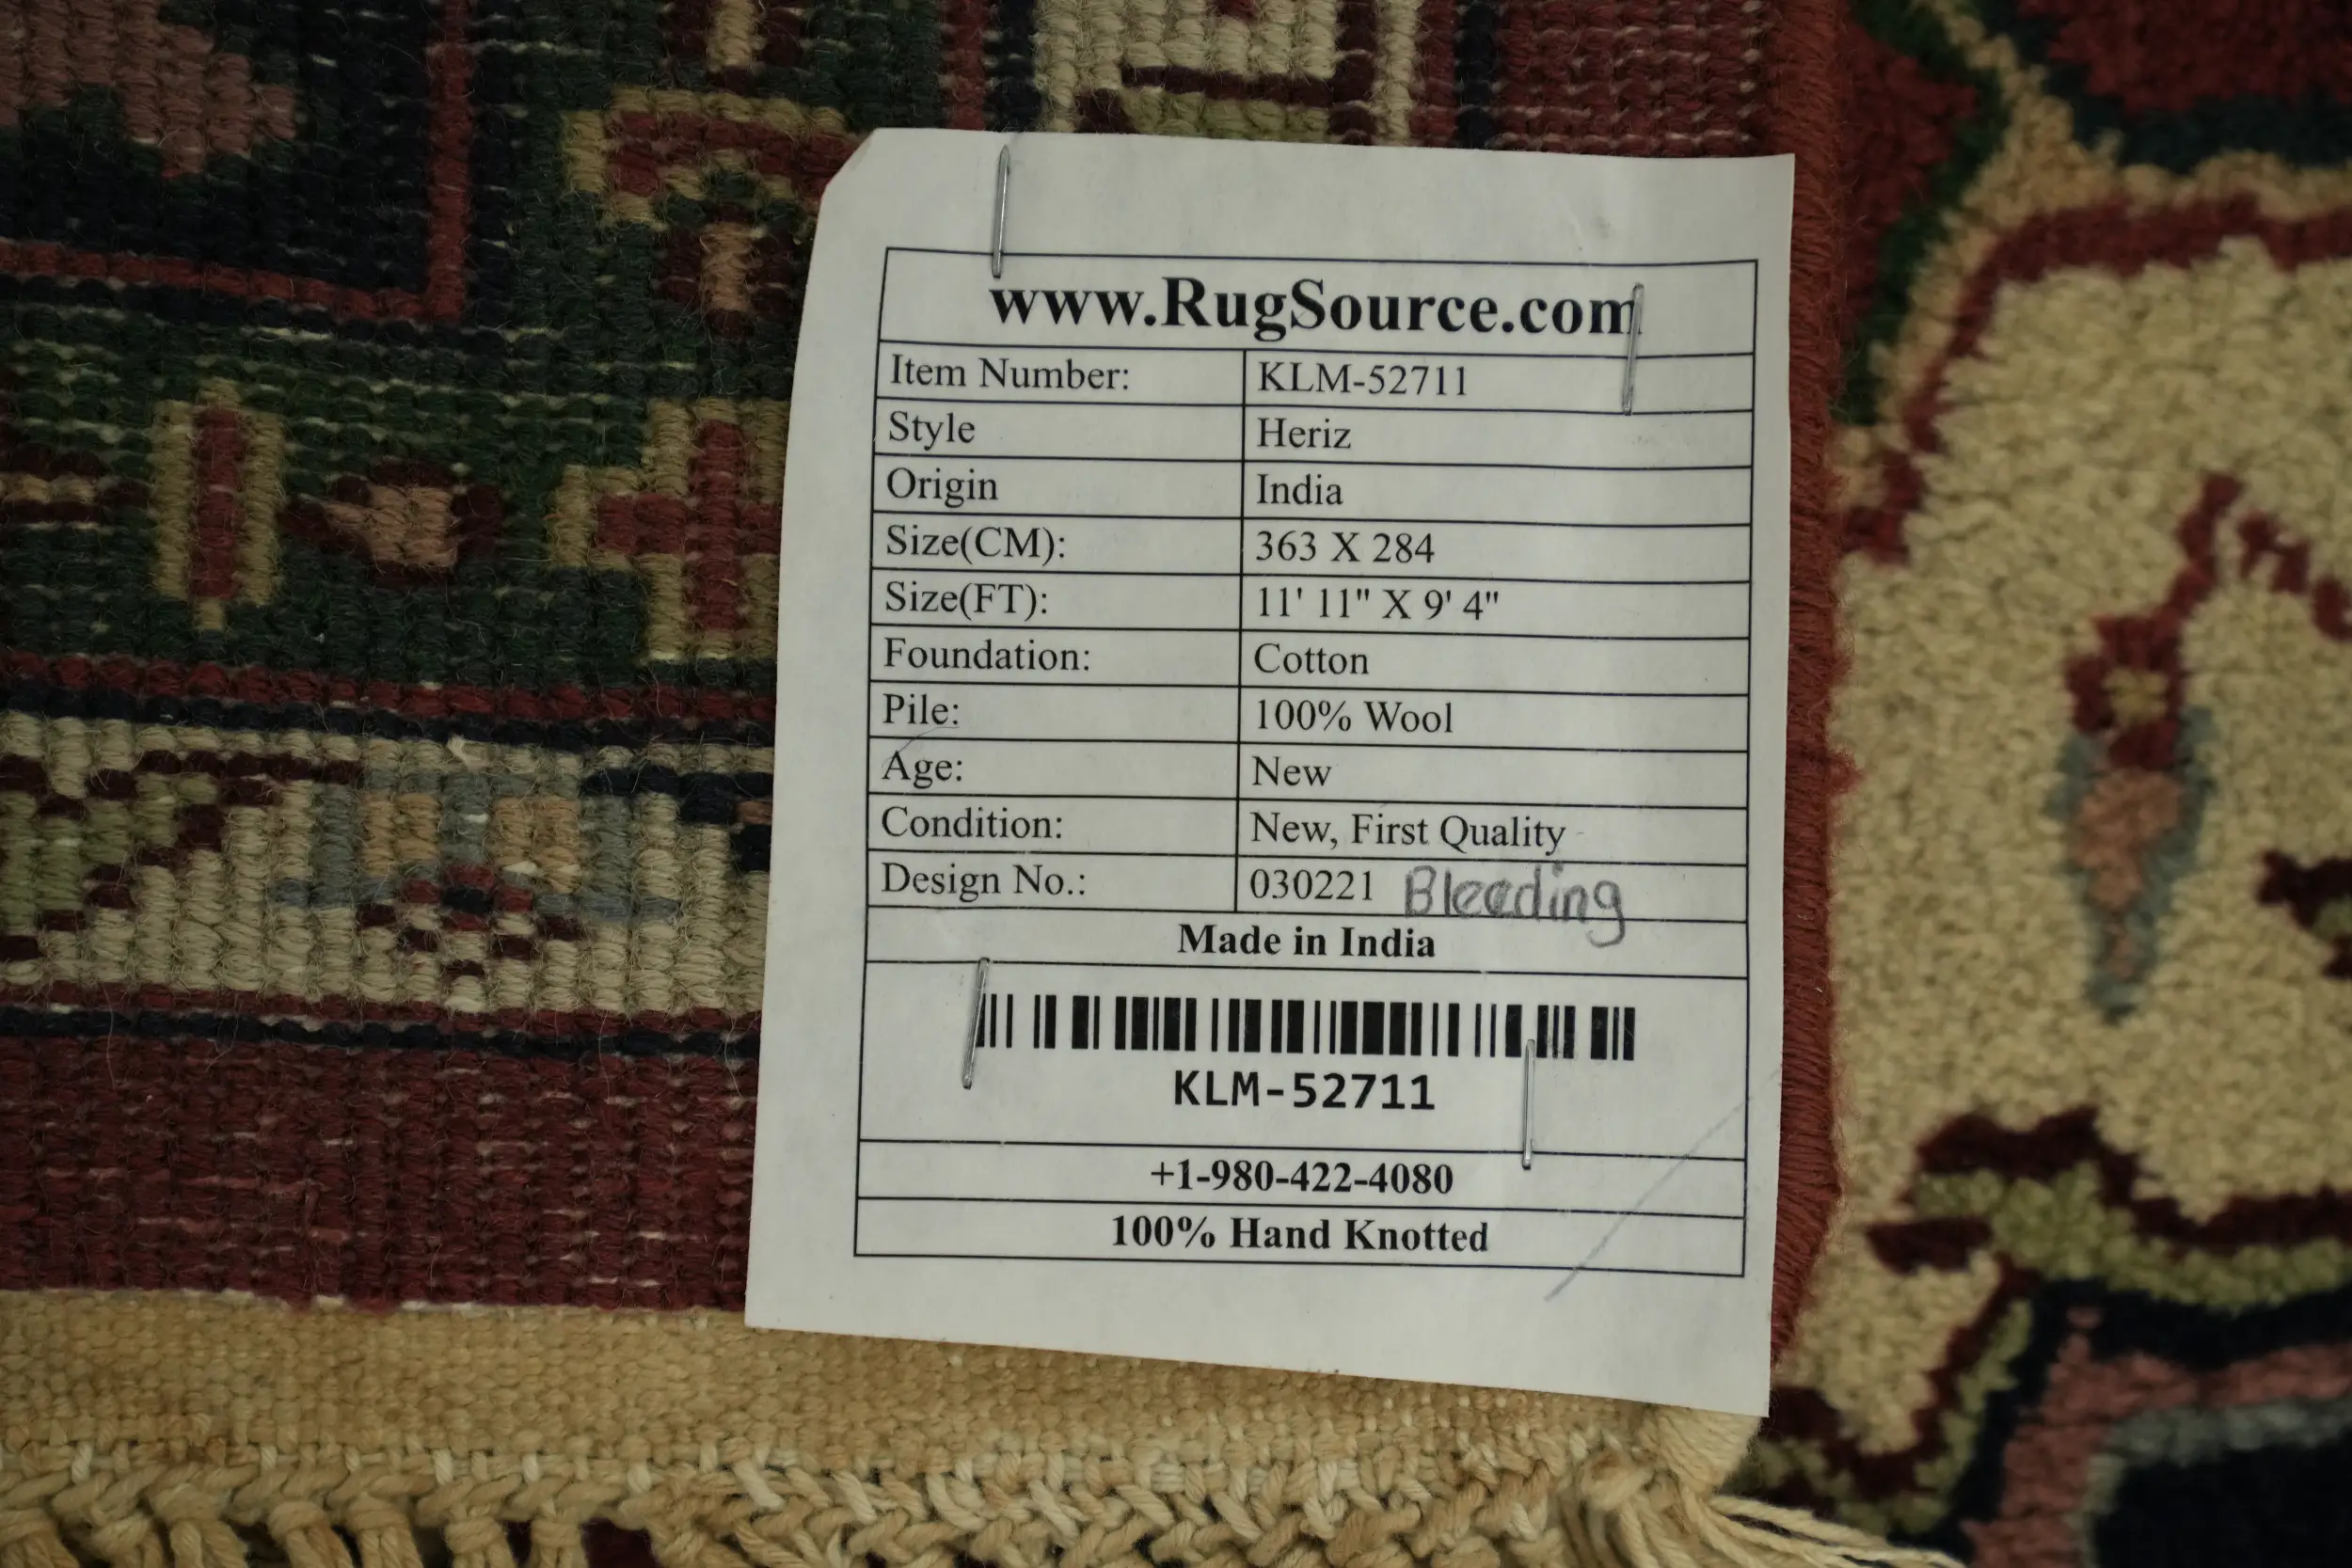 www.RugSource.com
Item Number: KLM-52711
Style Heriz
Origin India
Size(CM): 363 X 284
Size(FT): 11' 11" X 9' 4"
Foundation: Cotton
Pile: 100% Wool
Age: New
Condition: New, First Quality
Design No.: 030221 Bleeding
Made in India
KLM-52711
+1-980-422-4080
100% Hand Knotted